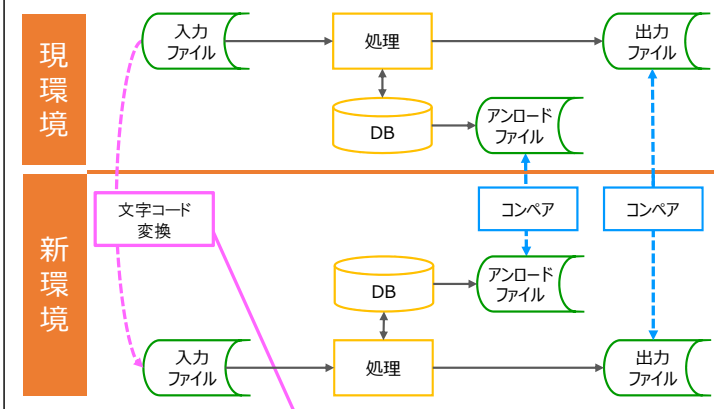 現
環
境
入力
ファイル
処理
出力
ファイル
DB
アンロード
ファイル
文字コード
変換
コンペア
コンペア
新
環
境
DB
アンロード
ファイル
入力
ファイル
処理
出力
ファイル